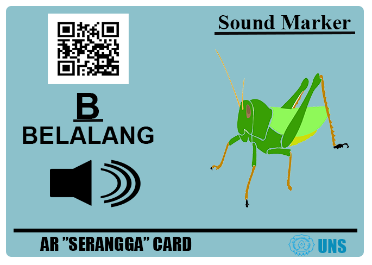 Sound Marker
B
BELALANG
AR "SERANGGA" CARD
UNS